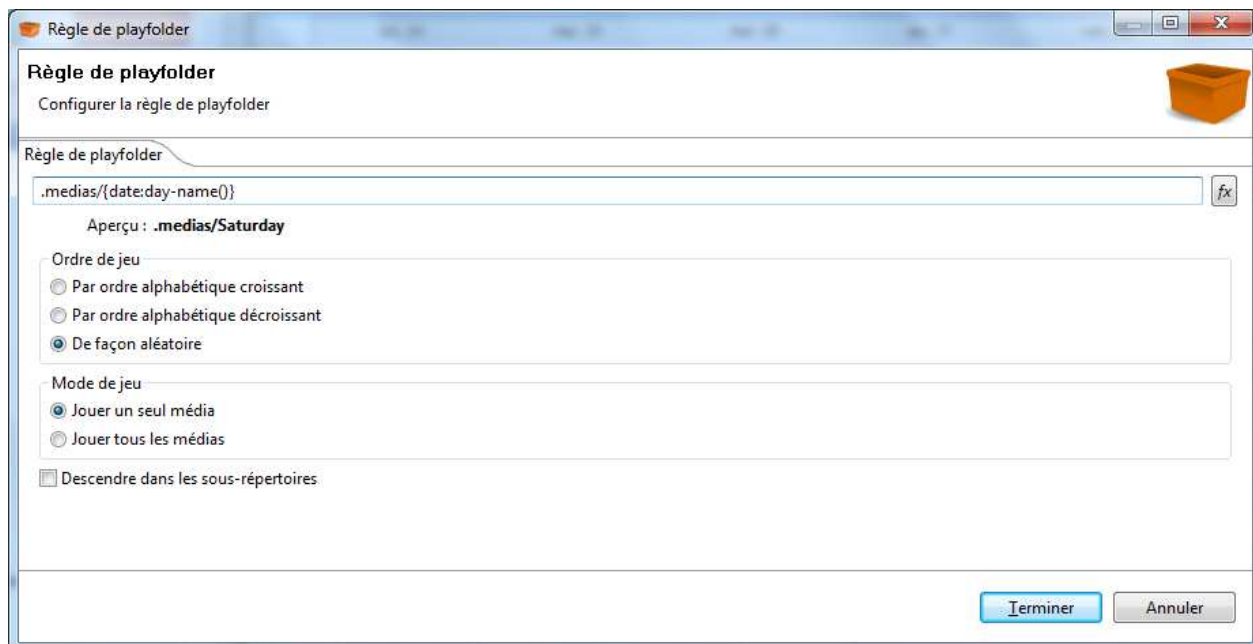 Règle de playfolder
Règle de playfolder
Configurer la règle de playfolder
Règle de playfolder
.medias/{date:day-name()}
fx
Aperçu : .medias/Saturday
Ordre de jeu
Par ordre alphabétique croissant
Par ordre alphabétique décroissant
De façon aléatoire
Mode de jeu
Jouer un seul média
Jouer tous les médias
Descendre dans les sous-répertoires
Terminer
Annuler